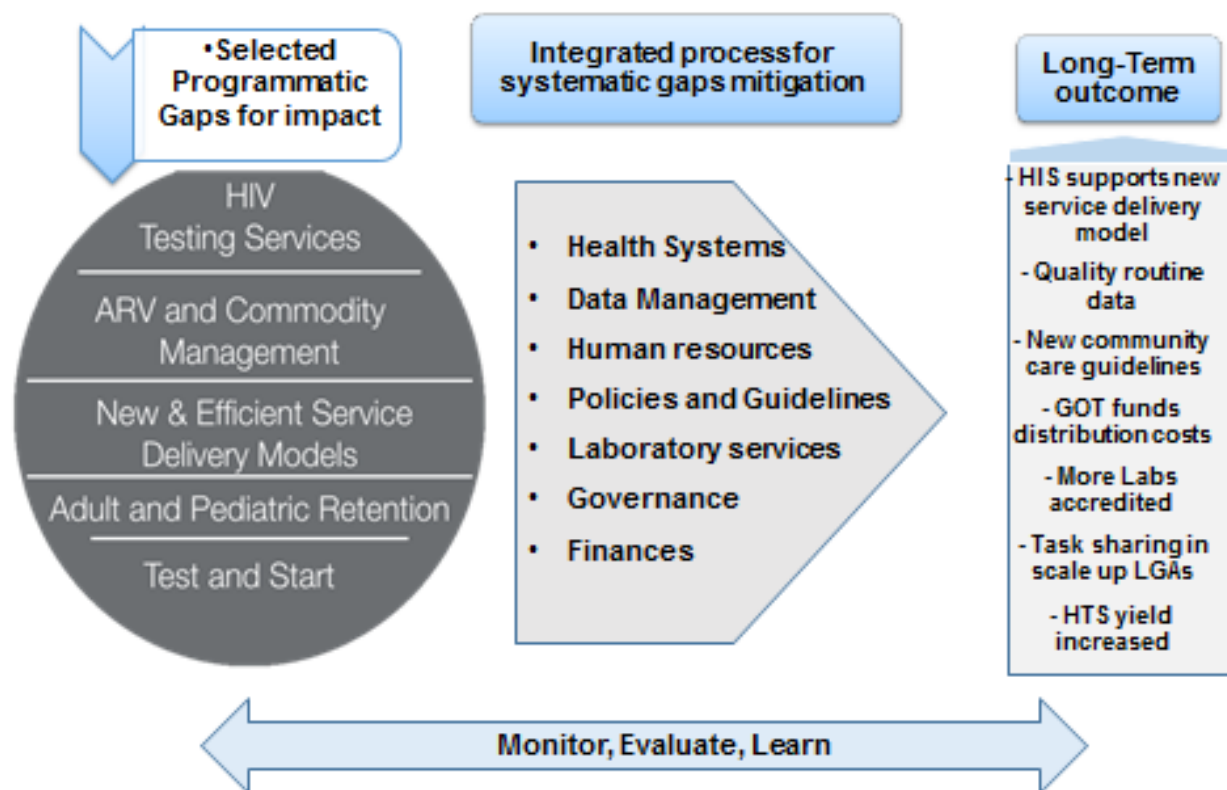 •Selected
Programmatic
Gaps for impact
HIV
Testing Services
ARV and Commodity
Management
New & Efficient Service
Delivery Models
Adult and Pediatric Retention
Test and Start
Integrated process for
systematic gaps mitigation
• Health Systems
• Data Management
• Human resources
• Policies and Guidelines
• Laboratory services
• Governance
• Finances
Long-Term
outcome
- HIS supports new
service delivery
model
- Quality routine
data
- New community
care guidelines
- GOT funds
distribution costs
- More Labs
accredited
- Task sharing in
scale up LGAs
- HTS yield
increased
Monitor, Evaluate, Learn